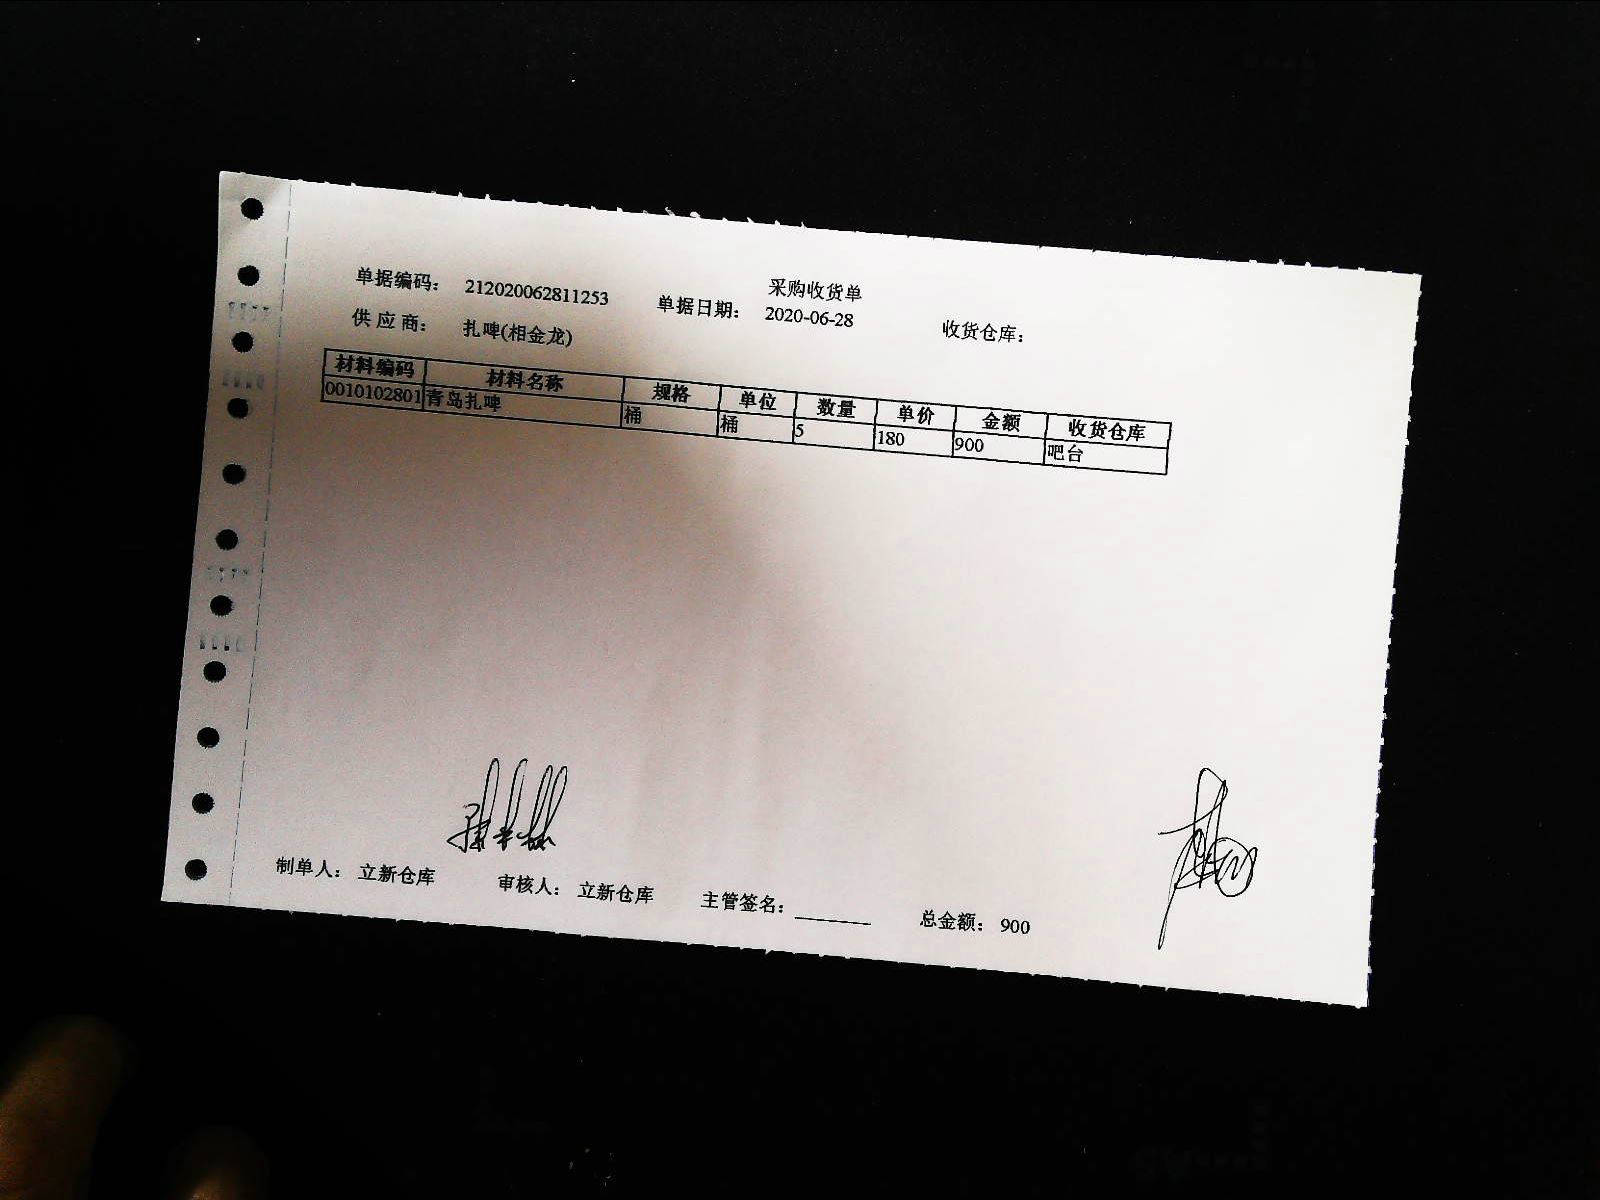 采购收货单
单据编码： 212020062811253 单据日期： 2020-06-28 收货仓库：
供 应 商： 扎啤(相金龙)
材料编码 材料名称 规格 单位 数量 单价 金额 收货仓库
0010102801 青岛扎啤 桶 桶 5 180 900 吧台
制单人： 立新仓库 审核人： 立新仓库 主管签名： 总金额： 900